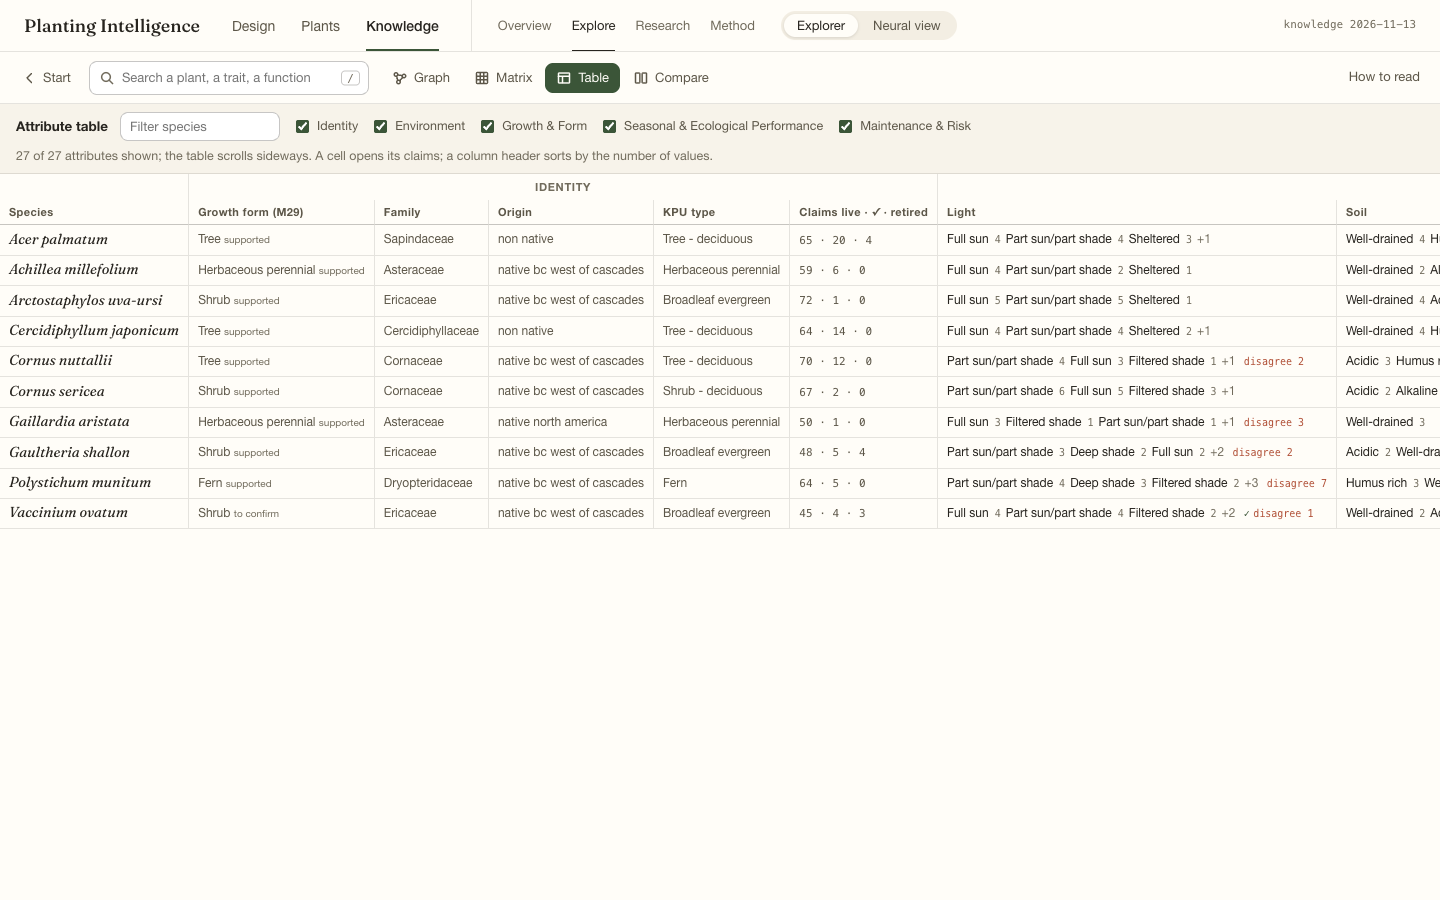 Planting Intelligence Design Plants Knowledge Overview Explore Research Method Explorer Neural view knowledge 2026-11-13
Start Search a plant, a trait, a function / Graph Matrix Table Compare How to read
Attribute table Filter species Identity Environment Growth & Form Seasonal & Ecological Performance Maintenance & Risk
27 of 27 attributes shown; the table scrolls sideways. A cell opens its claims; a column header sorts by the number of values.
IDENTITY
Species Growth form (M29) Family Origin KPU type Claims live · ✓ · retired Light Soil
Acer palmatum Tree supported Sapindaceae non native Tree - deciduous 65 · 20 · 4 Full sun 4 Part sun/part shade 4 Sheltered 3 +1 Well-drained 4 Hu
Achillea millefolium Herbaceous perennial supported Asteraceae native bc west of cascades Herbaceous perennial 59 · 6 · 0 Full sun 4 Part sun/part shade 2 Sheltered 1 Well-drained 2 Al
Arctostaphylos uva-ursi Shrub supported Ericaceae native bc west of cascades Broadleaf evergreen 72 · 1 · 0 Full sun 5 Part sun/part shade 5 Sheltered 1 Well-drained 4 Ac
Cercidiphyllum japonicum Tree supported Cercidiphyllaceae non native Tree - deciduous 64 · 14 · 0 Full sun 4 Part sun/part shade 4 Sheltered 2 +1 Well-drained 4 Hu
Cornus nuttallii Tree supported Cornaceae native bc west of cascades Tree - deciduous 70 · 12 · 0 Part sun/part shade 4 Full sun 3 Filtered shade 1 +1 disagree 2 Acidic 3 Humus r
Cornus sericea Shrub supported Cornaceae native bc west of cascades Shrub - deciduous 67 · 2 · 0 Part sun/part shade 6 Full sun 5 Filtered shade 3 +1 Acidic 2 Alkaline
Gaillardia aristata Herbaceous perennial supported Asteraceae native north america Herbaceous perennial 50 · 1 · 0 Full sun 3 Filtered shade 1 Part sun/part shade 1 +1 disagree 3 Well-drained 3
Gaultheria shallon Shrub supported Ericaceae native bc west of cascades Broadleaf evergreen 48 · 5 · 4 Part sun/part shade 3 Deep shade 2 Full sun 2 +2 disagree 2 Acidic 2 Well-dra
Polystichum munitum Fern supported Dryopteridaceae native bc west of cascades Fern 64 · 5 · 0 Part sun/part shade 4 Deep shade 3 Filtered shade 2 +3 disagree 7 Humus rich 3 We
Vaccinium ovatum Shrub to confirm Ericaceae native bc west of cascades Broadleaf evergreen 45 · 4 · 3 Full sun 4 Part sun/part shade 4 Filtered shade 2 +2 ✓ disagree 1 Well-drained 2 Ac